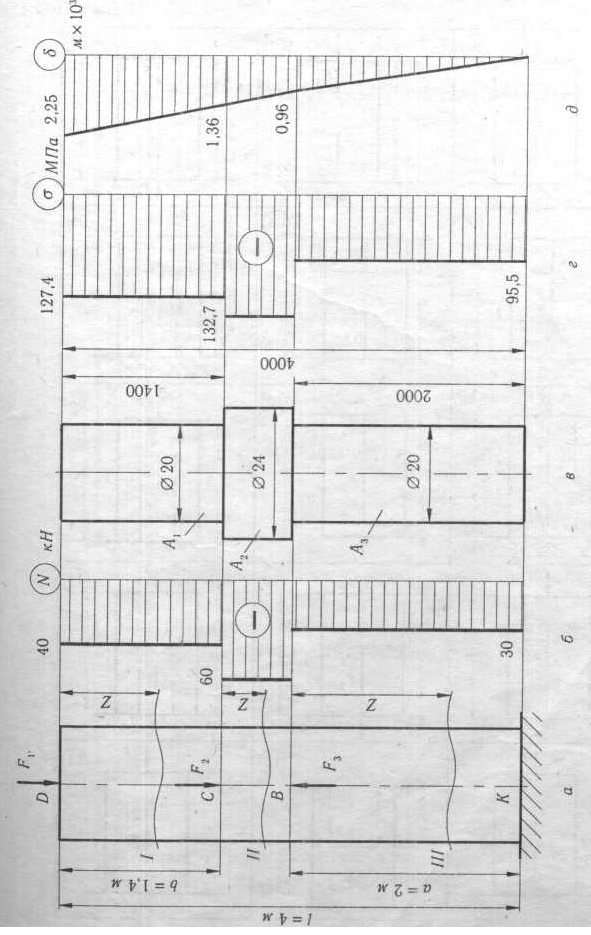 N кН
σ МПа
δ м × 10³
40
127,4
2,25
F₁
D
Z
1400
I
b = 1,4 м
Ø 20
A₁
F₂
C
60
132,7
1,36
II
Z
A₂
Ø 24
4000
B
F₃
0,96
l = 4 м
a = 2 м
III
Z
A₃
Ø 20
2000
K
30
95,5
а
б
в
г
д